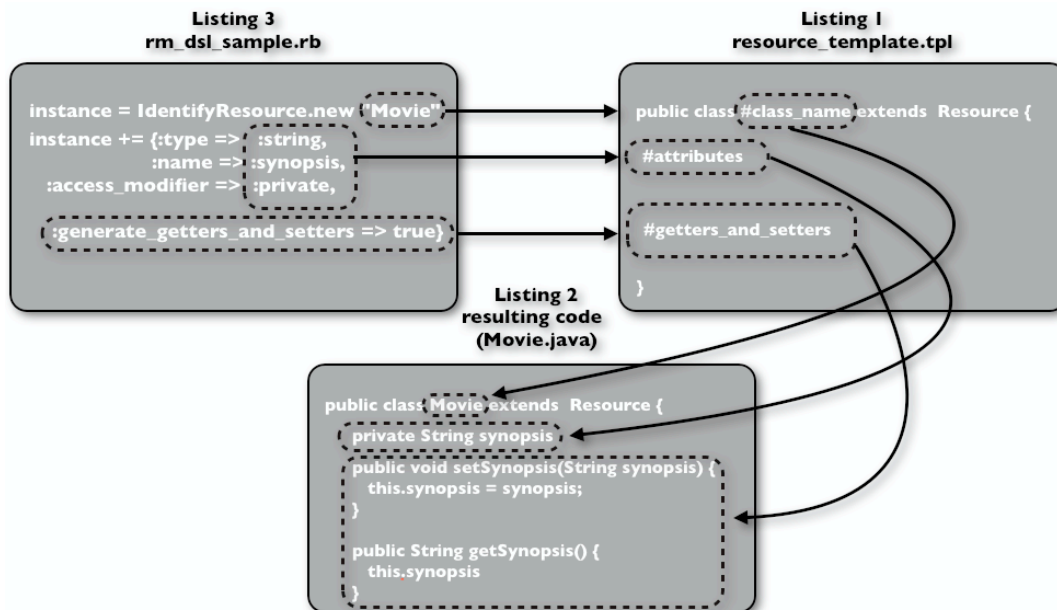 Listing 3
rm_dsl_sample.rb
instance = IdentifyResource.new "Movie"
instance += {:type => :string,
:name => :synopsis,
:access_modifier => :private,
:generate_getters_and_setters => true}
Listing 1
resource_template.tpl
public class #class_name extends Resource {
#attributes
#getters_and_setters
}
Listing 2
resulting code
(Movie.java)
public class Movie extends Resource {
private String synopsis
public void setSynopsis(String synopsis) {
this.synopsis = synopsis;
}
public String getSynopsis() {
this.synopsis
}